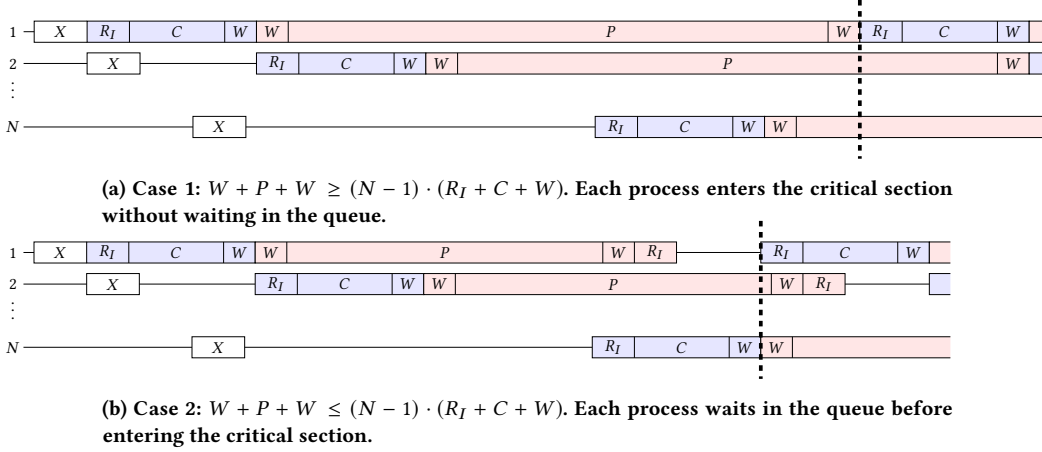 1 X R_I C W W P W R_I C W
2 X R_I C W W P W
⋮
N X R_I C W W
(a) Case 1: W + P + W ≥ (N − 1) · (R_I + C + W). Each process enters the critical section
without waiting in the queue.
1 X R_I C W W P W R_I R_I C W
2 X R_I C W W P W R_I
⋮
N X R_I C W W
(b) Case 2: W + P + W ≤ (N − 1) · (R_I + C + W). Each process waits in the queue before
entering the critical section.